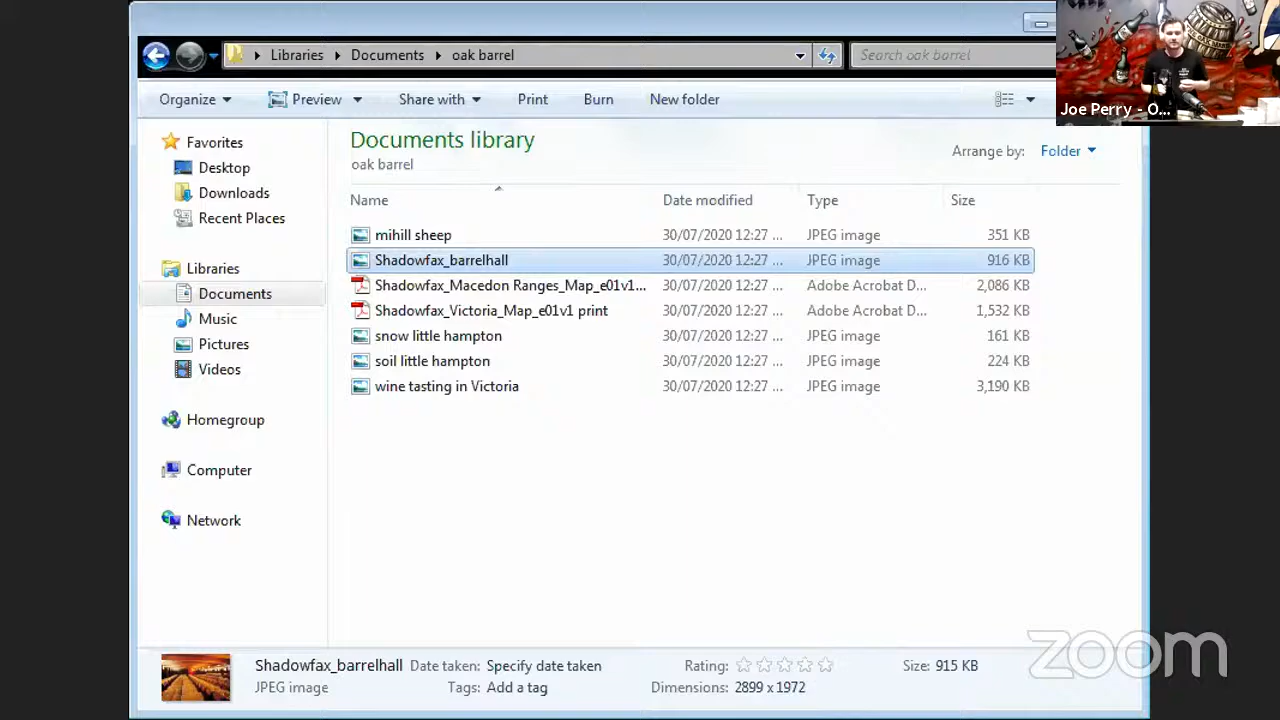 Libraries Documents oak barrel Search oak barrel
Joe Perry - O...
Organize Preview Share with Print Burn New folder
Documents library
oak barrel
Arrange by: Folder
Favorites
Desktop
Downloads
Recent Places
Libraries
Documents
Music
Pictures
Videos
Homegroup
Computer
Network
Name Date modified Type Size
mihill sheep 30/07/2020 12:27 ... JPEG image 351 KB
Shadowfax_barrelhall 30/07/2020 12:27 ... JPEG image 916 KB
Shadowfax_Macedon Ranges_Map_e01v1... 30/07/2020 12:27 ... Adobe Acrobat D... 2,086 KB
Shadowfax_Victoria_Map_e01v1 print 30/07/2020 12:27 ... Adobe Acrobat D... 1,532 KB
snow little hampton 30/07/2020 12:27 ... JPEG image 161 KB
soil little hampton 30/07/2020 12:27 ... JPEG image 224 KB
wine tasting in Victoria 30/07/2020 12:27 ... JPEG image 3,190 KB
Shadowfax_barrelhall Date taken: Specify date taken Rating: Size: 915 KB
JPEG image Tags: Add a tag Dimensions: 2899 x 1972
zoom